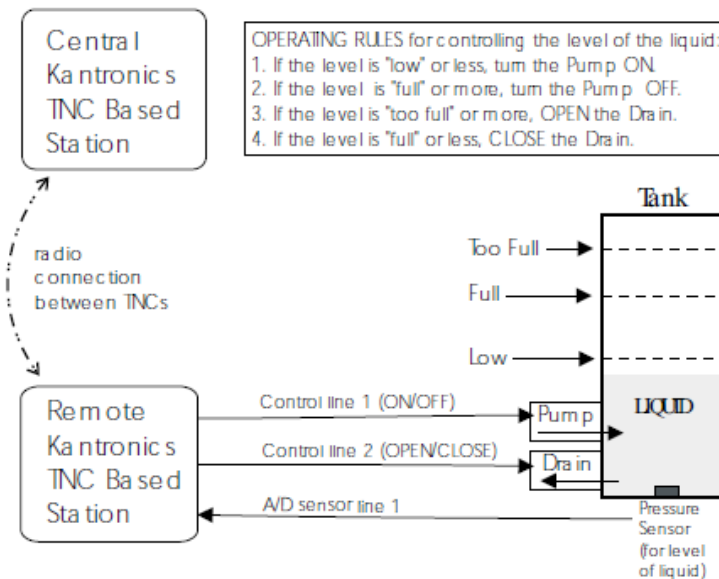 Central
Kantronics
TNC Based
Station
OPERATING RULES for controlling the level of the liquid:
1. If the level is "low" or less, turn the Pump ON.
2. If the level is "full" or more, turn the Pump OFF.
3. If the level is "too full" or more, OPEN the Drain.
4. If the level is "full" or less, CLOSE the Drain.
radio
connection
between TNCs
Tank
Too Full
Full
Low
Remote
Kantronics
TNC Based
Station
Control line 1 (ON/OFF)
Control line 2 (OPEN/CLOSE)
A/D sensor line 1
Pump
Drain
LIQUID
Pressure
Sensor
(for level
of liquid)